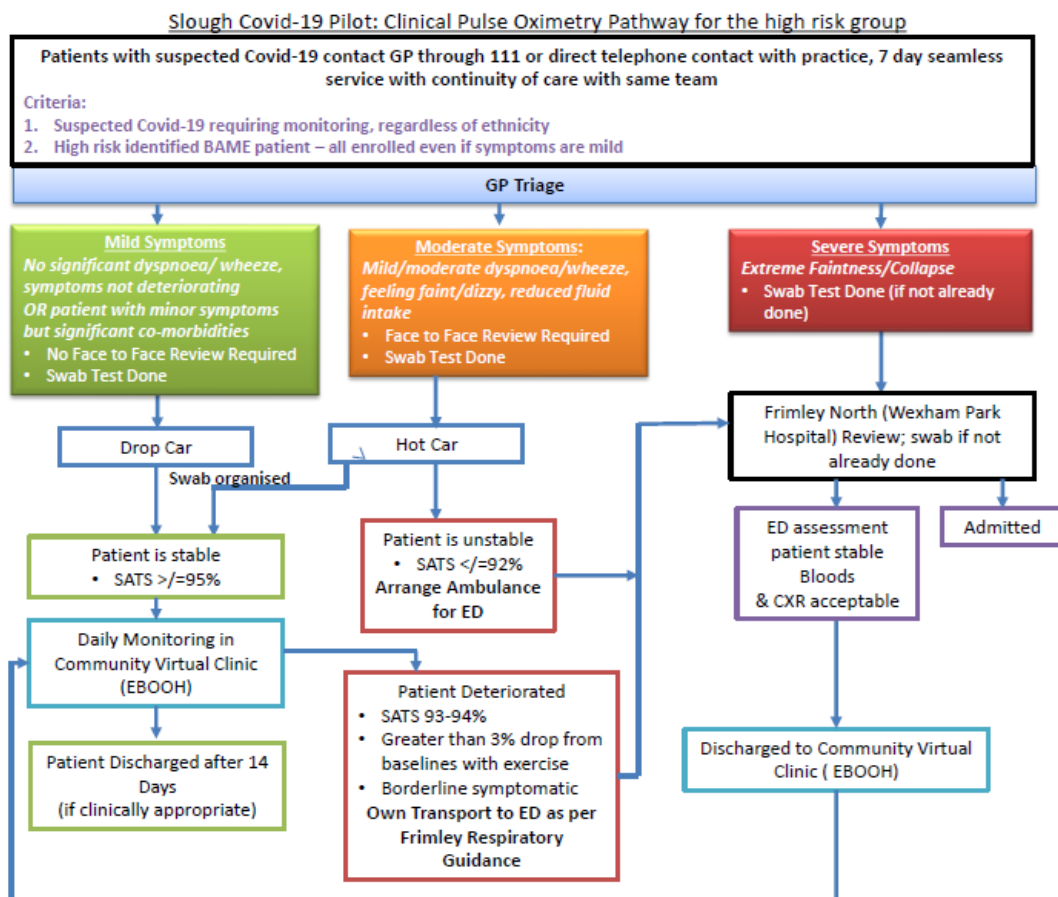 Slough Covid-19 Pilot: Clinical Pulse Oximetry Pathway for the high risk group
Patients with suspected Covid-19 contact GP through 111 or direct telephone contact with practice, 7 day seamless
service with continuity of care with same team
Criteria:
1. Suspected Covid-19 requiring monitoring, regardless of ethnicity
2. High risk identified BAME patient – all enrolled even if symptoms are mild
GP Triage
Mild Symptoms
No significant dyspnoea/ wheeze,
symptoms not deteriorating
OR patient with minor symptoms
but significant co-morbidities
• No Face to Face Review Required
• Swab Test Done
Moderate Symptoms:
Mild/moderate dyspnoea/wheeze,
feeling faint/dizzy, reduced fluid
intake
• Face to Face Review Required
• Swab Test Done
Severe Symptoms
Extreme Faintness/Collapse
• Swab Test Done (if not already
done)
Drop Car
Hot Car
Swab organised
Frimley North (Wexham Park
Hospital) Review; swab if not
already done
Patient is stable
• SATS >/=95%
Patient is unstable
• SATS </=92%
Arrange Ambulance
for ED
ED assessment
patient stable
Bloods
& CXR acceptable
Admitted
Daily Monitoring in
Community Virtual Clinic
(EBOOH)
Patient Deteriorated
• SATS 93-94%
• Greater than 3% drop from
baselines with exercise
• Borderline symptomatic
Own Transport to ED as per
Frimley Respiratory
Guidance
Patient Discharged after 14
Days
(if clinically appropriate)
Discharged to Community Virtual
Clinic ( EBOOH)